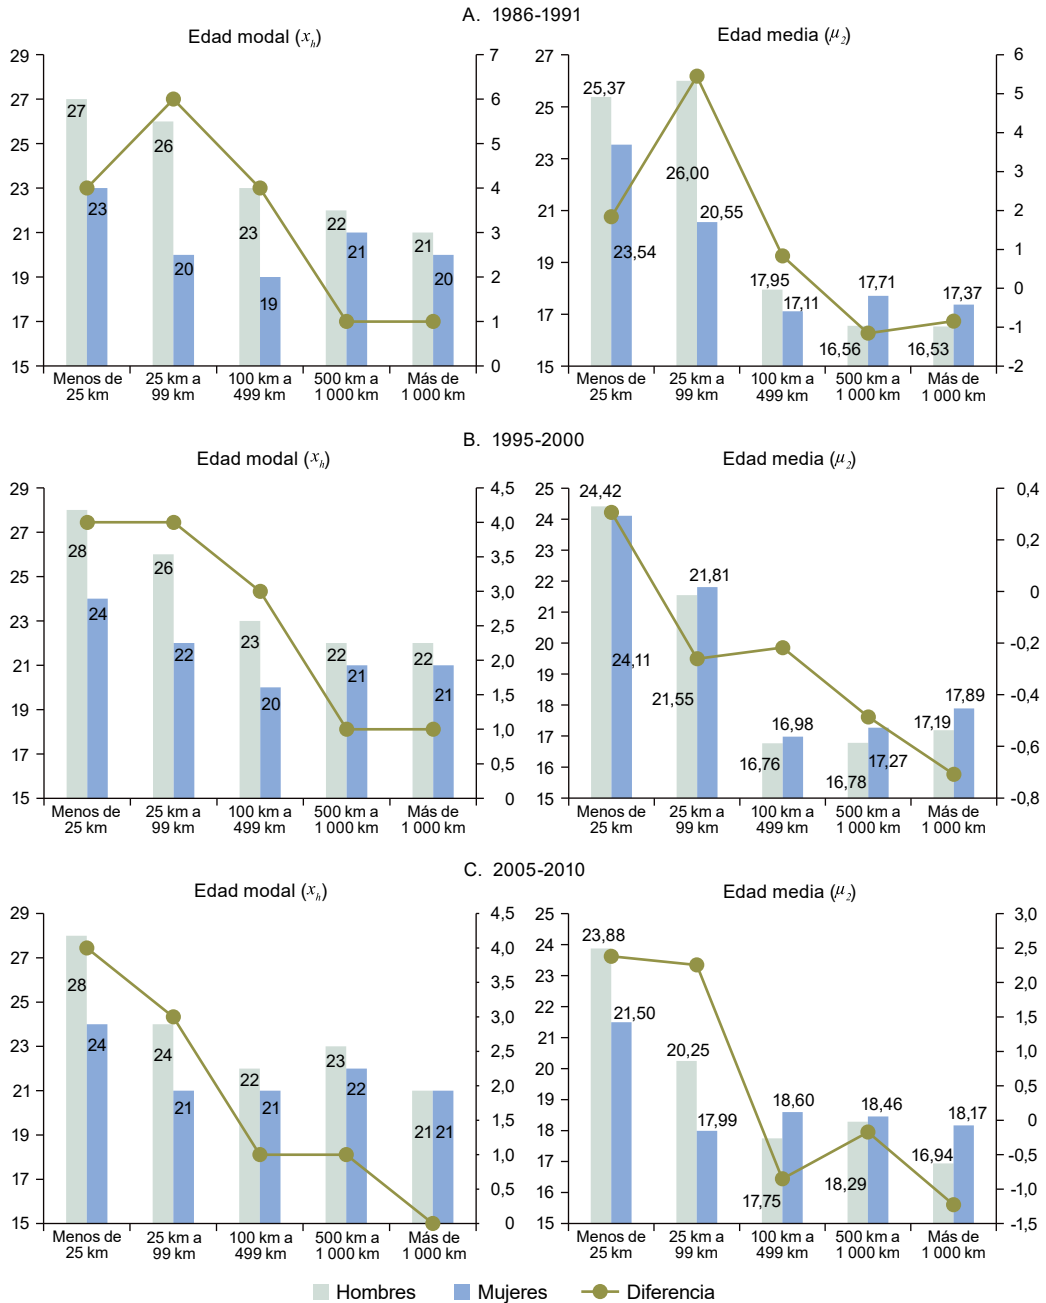 A. 1986-1991
Edad modal (x_h)
29
27
25
23
21
19
17
15
7
6
5
4
3
2
1
0
27
23
26
20
23
19
22
21
21
20
Menos de
25 km
25 km a
99 km
100 km a
499 km
500 km a
1 000 km
Más de
1 000 km
Edad media (μ_2)
27
25
23
21
19
17
15
6
5
4
3
2
1
0
-1
-2
25,37
23,54
26,00
20,55
17,95
17,11
16,56
17,71
16,53
17,37
Menos de
25 km
25 km a
99 km
100 km a
499 km
500 km a
1 000 km
Más de
1 000 km
B. 1995-2000
Edad modal (x_h)
29
27
25
23
21
19
17
15
4,5
4,0
3,5
3,0
2,5
2,0
1,5
1,0
0,5
0
28
24
26
22
23
20
22
21
22
21
Menos de
25 km
25 km a
99 km
100 km a
499 km
500 km a
1 000 km
Más de
1 000 km
Edad media (μ_2)
25
24
23
22
21
20
19
18
17
16
15
0,4
0,2
0
-0,2
-0,4
-0,6
-0,8
24,42
24,11
21,55
21,81
16,76
16,98
16,78
17,27
17,19
17,89
Menos de
25 km
25 km a
99 km
100 km a
499 km
500 km a
1 000 km
Más de
1 000 km
C. 2005-2010
Edad modal (x_h)
29
27
25
23
21
19
17
15
4,5
4,0
3,5
3,0
2,5
2,0
1,5
1,0
0,5
0
28
24
24
21
22
21
23
22
21
21
Menos de
25 km
25 km a
99 km
100 km a
499 km
500 km a
1 000 km
Más de
1 000 km
Edad media (μ_2)
25
24
23
22
21
20
19
18
17
16
15
3,0
2,5
2,0
1,5
1,0
0,5
0
-0,5
-1,0
-1,5
23,88
21,50
20,25
17,99
17,75
18,60
18,29
18,46
16,94
18,17
Menos de
25 km
25 km a
99 km
100 km a
499 km
500 km a
1 000 km
Más de
1 000 km
Hombres Mujeres Diferencia